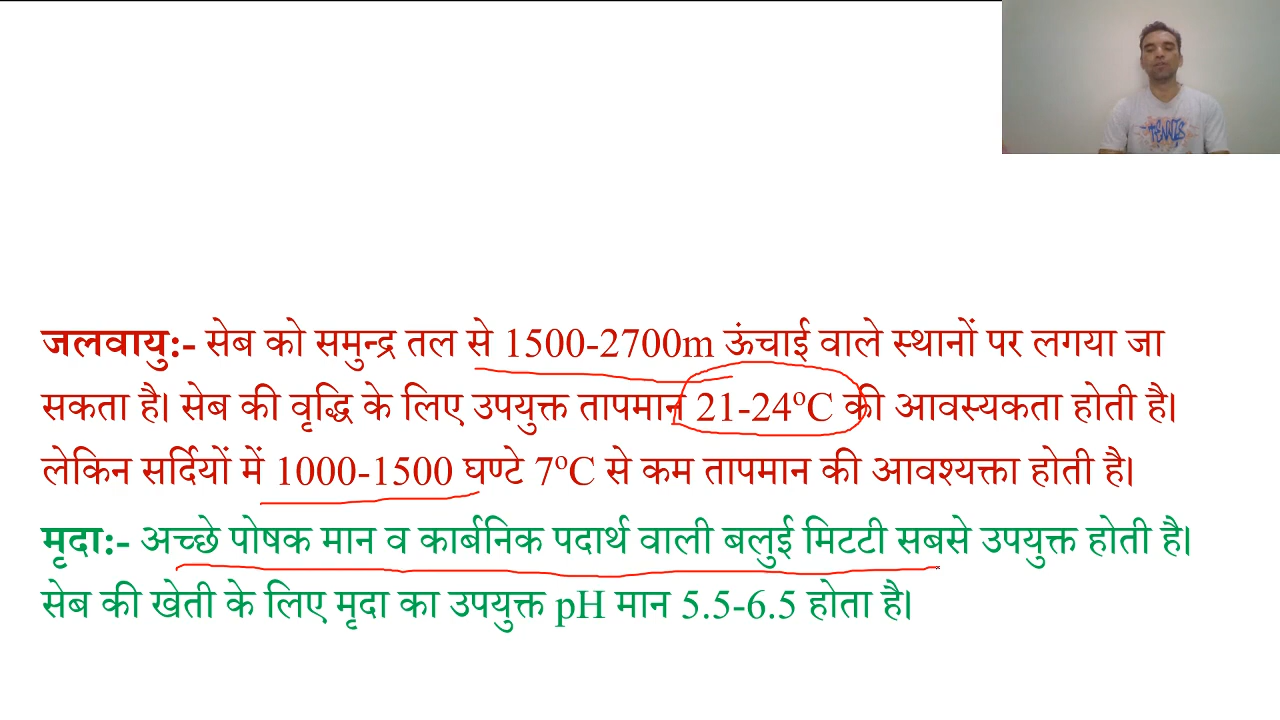 TENNIS
जलवायु:- सेब को समुन्द्र तल से 1500-2700m ऊंचाई वाले स्थानों पर लगया जा
सकता है। सेब की वृद्धि के लिए उपयुक्त तापमान 21-24ºC की आवस्यकता होती है।
लेकिन सर्दियों में 1000-1500 घण्टे 7ºC से कम तापमान की आवश्यक्ता होती है।
मृदा:- अच्छे पोषक मान व कार्बनिक पदार्थ वाली बलुई मिटटी सबसे उपयुक्त होती है।
सेब की खेती के लिए मृदा का उपयुक्त pH मान 5.5-6.5 होता है।